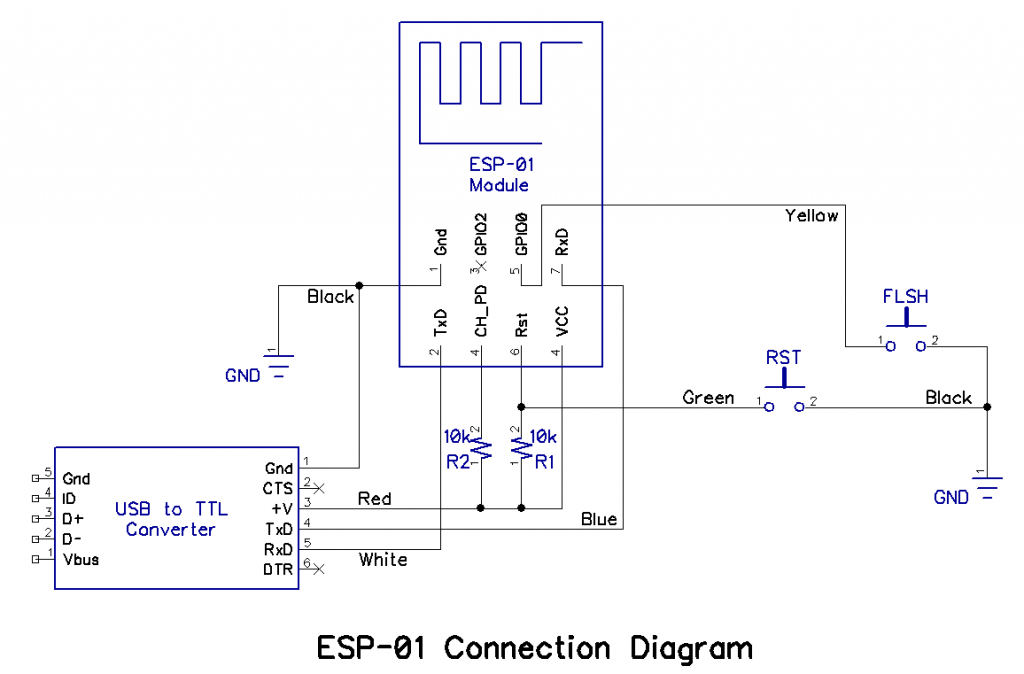 ESP-01
Module
Gnd
GPIO2
GPIO0
RxD
1
3
5
7
TxD
CH_PD
Rst
VCC
2
4
6
4
Yellow
Black
1
GND
FLSH
1
2
RST
Green
1
2
Black
1
GND
10k
2
R2
1
2
10k
1
R1
USB to TTL
Converter
5
Gnd
4
ID
3
D+
2
D-
1
Vbus
Gnd
1
CTS
2
+V
3
Red
TxD
4
Blue
RxD
5
White
DTR
6
ESP-01 Connection Diagram